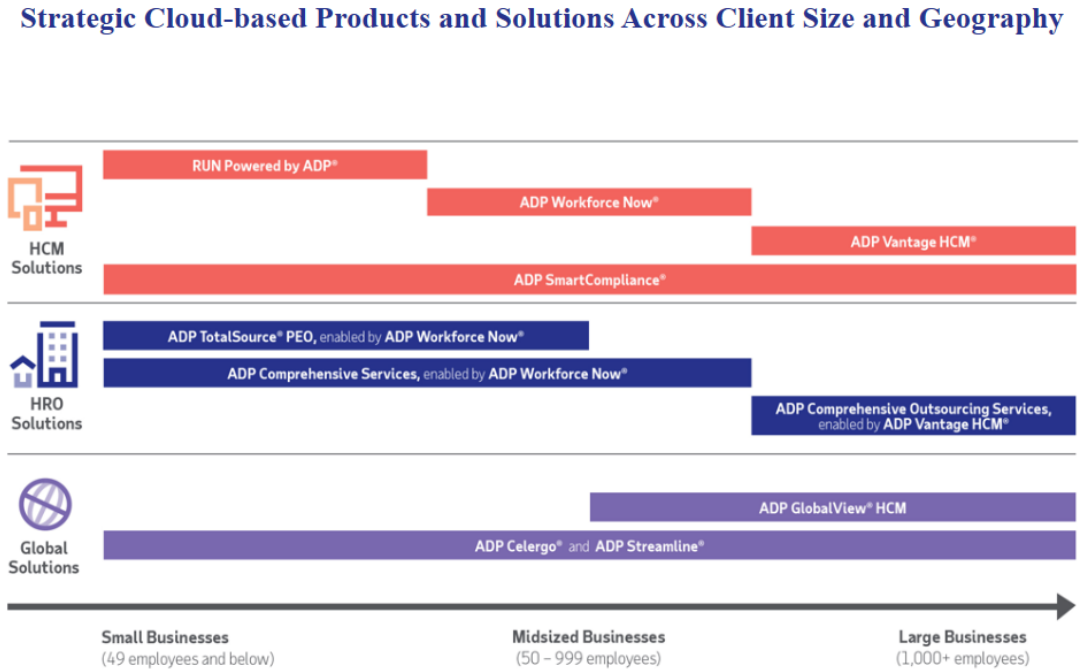 Strategic Cloud-based Products and Solutions Across Client Size and Geography
RUN Powered by ADP®
ADP Workforce Now®
ADP Vantage HCM®
HCM
Solutions
ADP SmartCompliance®
ADP TotalSource® PEO, enabled by ADP Workforce Now®
ADP Comprehensive Services, enabled by ADP Workforce Now®
HRO
Solutions
ADP Comprehensive Outsourcing Services,
enabled by ADP Vantage HCM®
ADP GlobalView® HCM
Global
Solutions
ADP Celergo® and ADP Streamline®
Small Businesses
(49 employees and below)
Midsized Businesses
(50 – 999 employees)
Large Businesses
(1,000+ employees)